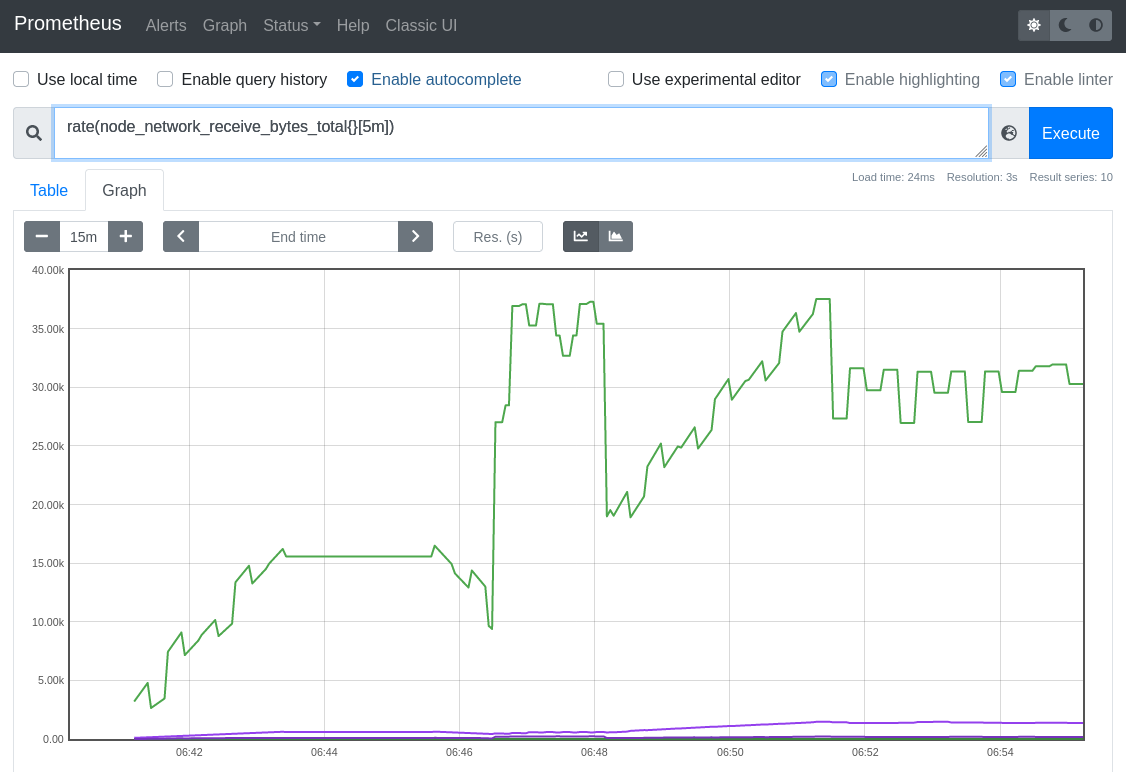 Prometheus Alerts Graph Status Help Classic UI
Use local time Enable query history Enable autocomplete Use experimental editor Enable highlighting Enable linter
rate(node_network_receive_bytes_total{}[5m]) Execute
Load time: 24ms Resolution: 3s Result series: 10
Table Graph
15m End time Res. (s)
40.00k
35.00k
30.00k
25.00k
20.00k
15.00k
10.00k
5.00k
0.00
06:42 06:44 06:46 06:48 06:50 06:52 06:54